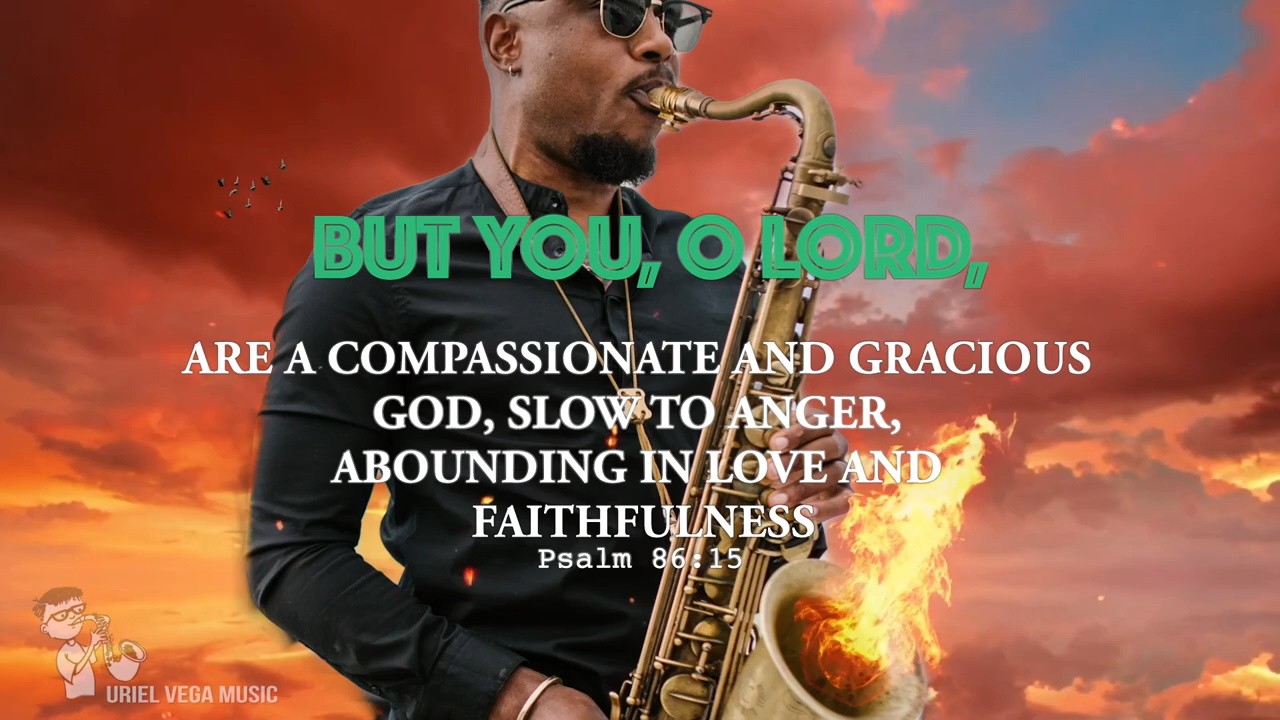 BUT YOU, O LORD,
ARE A COMPASSIONATE AND GRACIOUS
GOD, SLOW TO ANGER,
ABOUNDING IN LOVE AND
FAITHFULNESS
Psalm 86:15
URIEL VEGA MUSIC